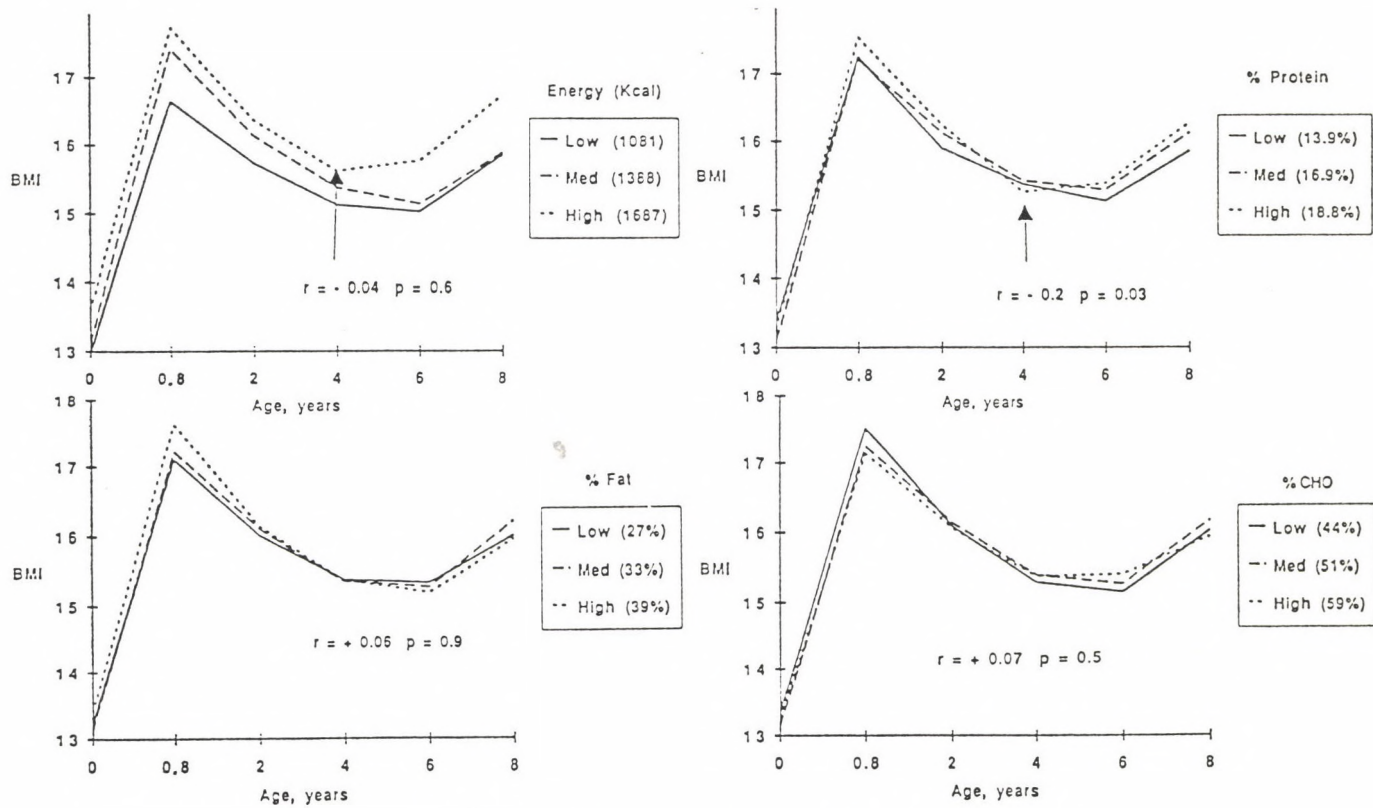 17
16
BMI
15
14
13
0
0.8
2
4
6
8
Age, years
Energy (Kcal)
Low (1081)
Med (1388)
High (1687)
r = - 0.04 p = 0.6
17
16
BMI
15
14
13
0
0.8
2
4
6
8
Age, years
% Protein
Low (13.9%)
Med (16.9%)
High (18.8%)
r = - 0.2 p = 0.03
18
17
16
BMI
15
14
13
0
0.8
2
4
6
8
Age, years
% Fat
Low (27%)
Med (33%)
High (39%)
r = + 0.06 p = 0.9
18
17
16
BMI
15
14
13
0
0.8
2
4
6
8
Age, years
%CHO
Low (44%)
Med (51%)
High (59%)
r = + 0.07 p = 0.5